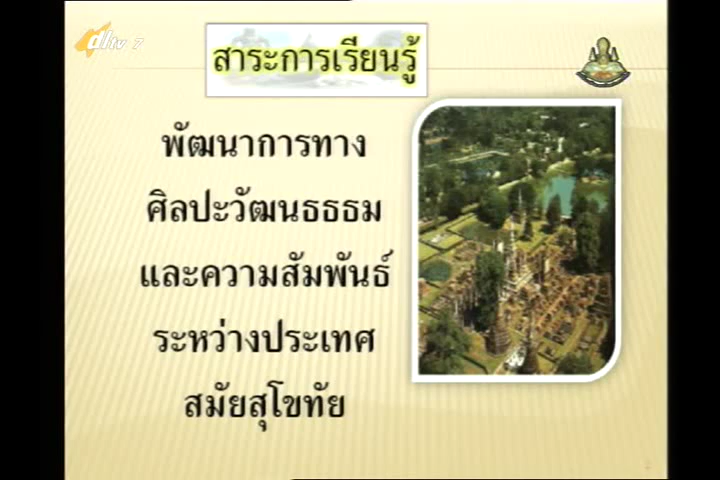 dltv 7
สาระการเรียนรู้
พัฒนาการทาง
ศิลปะวัฒนธธธม
และความสัมพันธ์
ระหว่างประเทศ
สมัยสุโขทัย